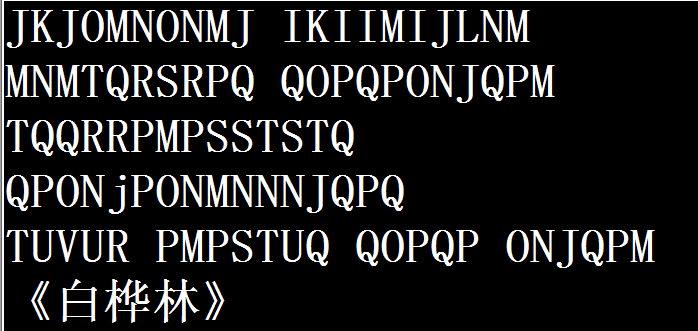 JKJOMNONMJ IKIIMIJLNM
MNMTQRSRPQ QOPQPONJQPM
TQQRRPMPSSTSTQ
QPONjPONMNNNJQPQ
TUVUR PMPSTUQ QOPQP ONJQPM
《白桦林》